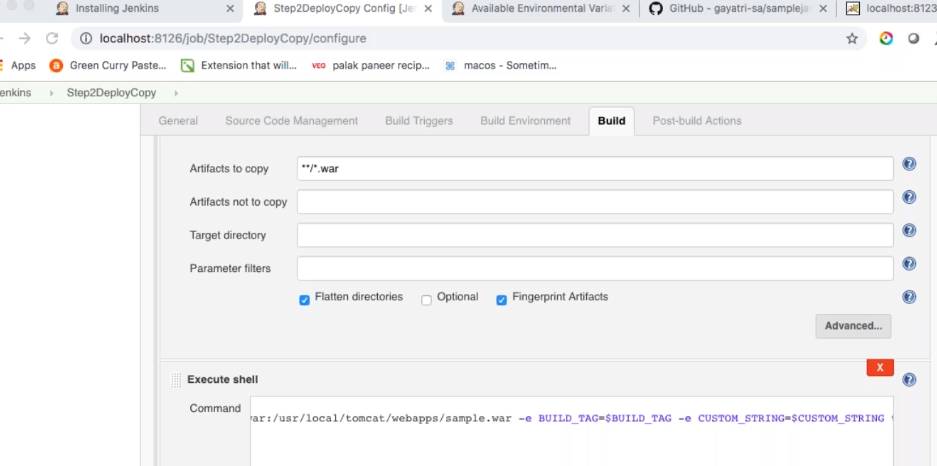 Installing Jenkins
Step2DeployCopy Config [Jen
Available Environmental Varia
GitHub - gayatri-sa/sampleja
localhost:8123
localhost:8126/job/Step2DeployCopy/configure
Apps
Green Curry Paste...
Extension that will...
VEG palak paneer recip...
macos - Sometim...
enkins
Step2DeployCopy
General
Source Code Management
Build Triggers
Build Environment
Build
Post-build Actions
Artifacts to copy
**/*.war
Artifacts not to copy
Target directory
Parameter filters
Flatten directories
Optional
Fingerprint Artifacts
Advanced...
X
Execute shell
Command
ar:/usr/local/tomcat/webapps/sample.war -e BUILD_TAG=$BUILD_TAG -e CUSTOM_STRING=$CUSTOM_STRING